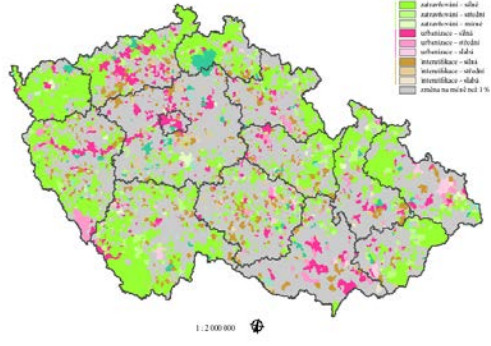 zatravňování - silné
zatravňování - střední
zatravňování - mírné
urbanizace - silná
urbanizace - střední
urbanizace - slabá
intenzifikace - silná
intenzifikace - střední
intenzifikace - slabá
změna na méně než 1 %
1 : 2 000 000